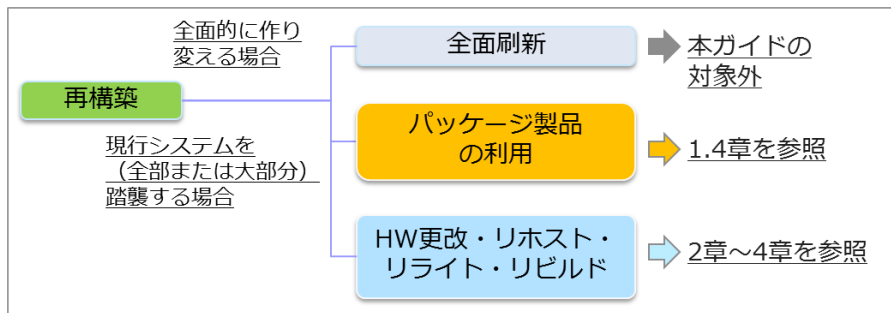 全面的に作り
変える場合
全面刷新
本ガイドの
対象外
再構築
パッケージ製品
の利用
1.4章を参照
現行システムを
（全部または大部分）
踏襲する場合
HW更改・リホスト・
リライト・リビルド
2章～4章を参照